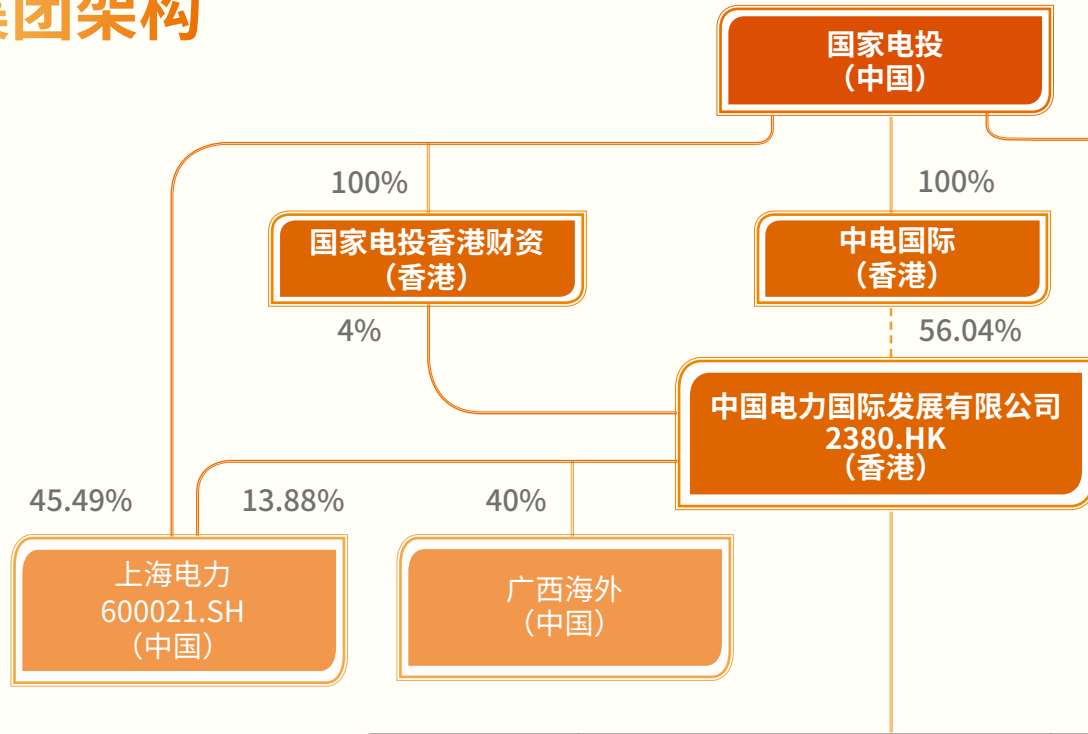 集团架构
国家电投
（中国）
100%
100%
国家电投香港财资
（香港）
中电国际
（香港）
4%
56.04%
中国电力国际发展有限公司
2380.HK
（香港）
45.49%
13.88%
40%
上海电力
600021.SH
（中国）
广西海外
（中国）